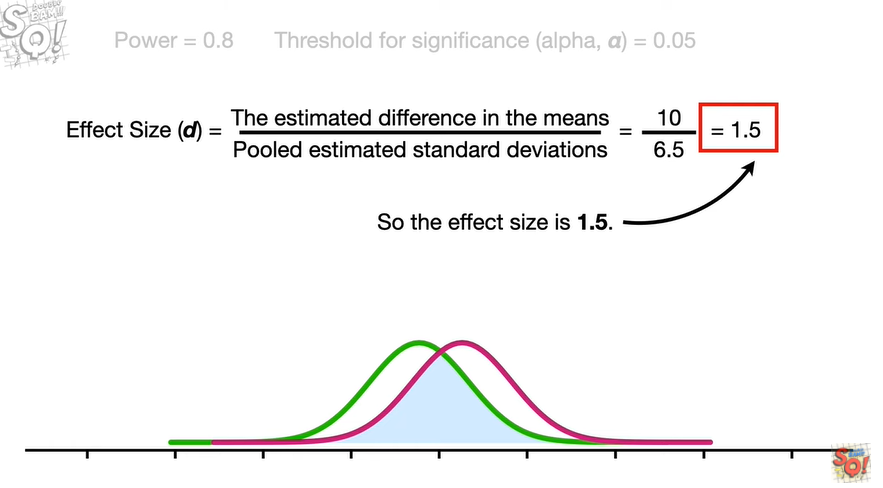 Power = 0.8 Threshold for significance (alpha, α) = 0.05
The estimated difference in the means
Effect Size (d) = = 10 = 1.5
Pooled estimated standard deviations 6.5
So the effect size is 1.5.
SQ!